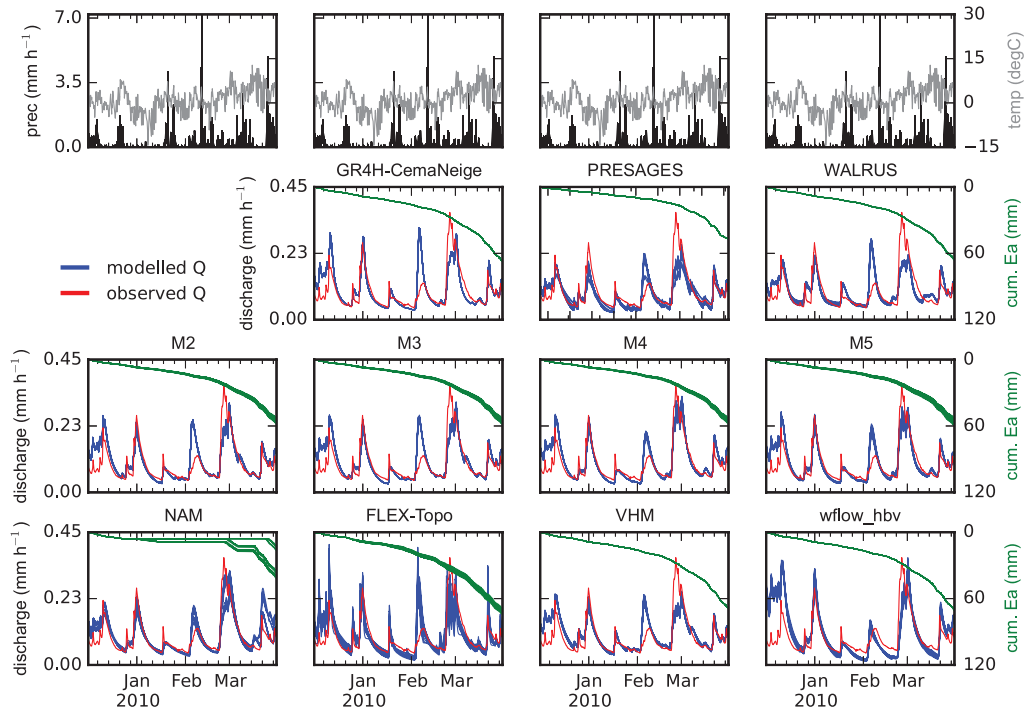 7.0
3.5
0.0
prec (mm h⁻¹)
30
15
0
−15
temp (degC)
GR4H-CemaNeige
PRESAGES
WALRUS
modelled Q
observed Q
0.45
0.23
0.00
discharge (mm h⁻¹)
0
60
120
cum. Ea (mm)
M2
M3
M4
M5
0.45
0.23
0.00
discharge (mm h⁻¹)
0
60
120
cum. Ea (mm)
NAM
FLEX-Topo
VHM
wflow_hbv
0.45
0.23
0.00
discharge (mm h⁻¹)
0
60
120
cum. Ea (mm)
Jan Feb Mar
2010
Jan Feb Mar
2010
Jan Feb Mar
2010
Jan Feb Mar
2010